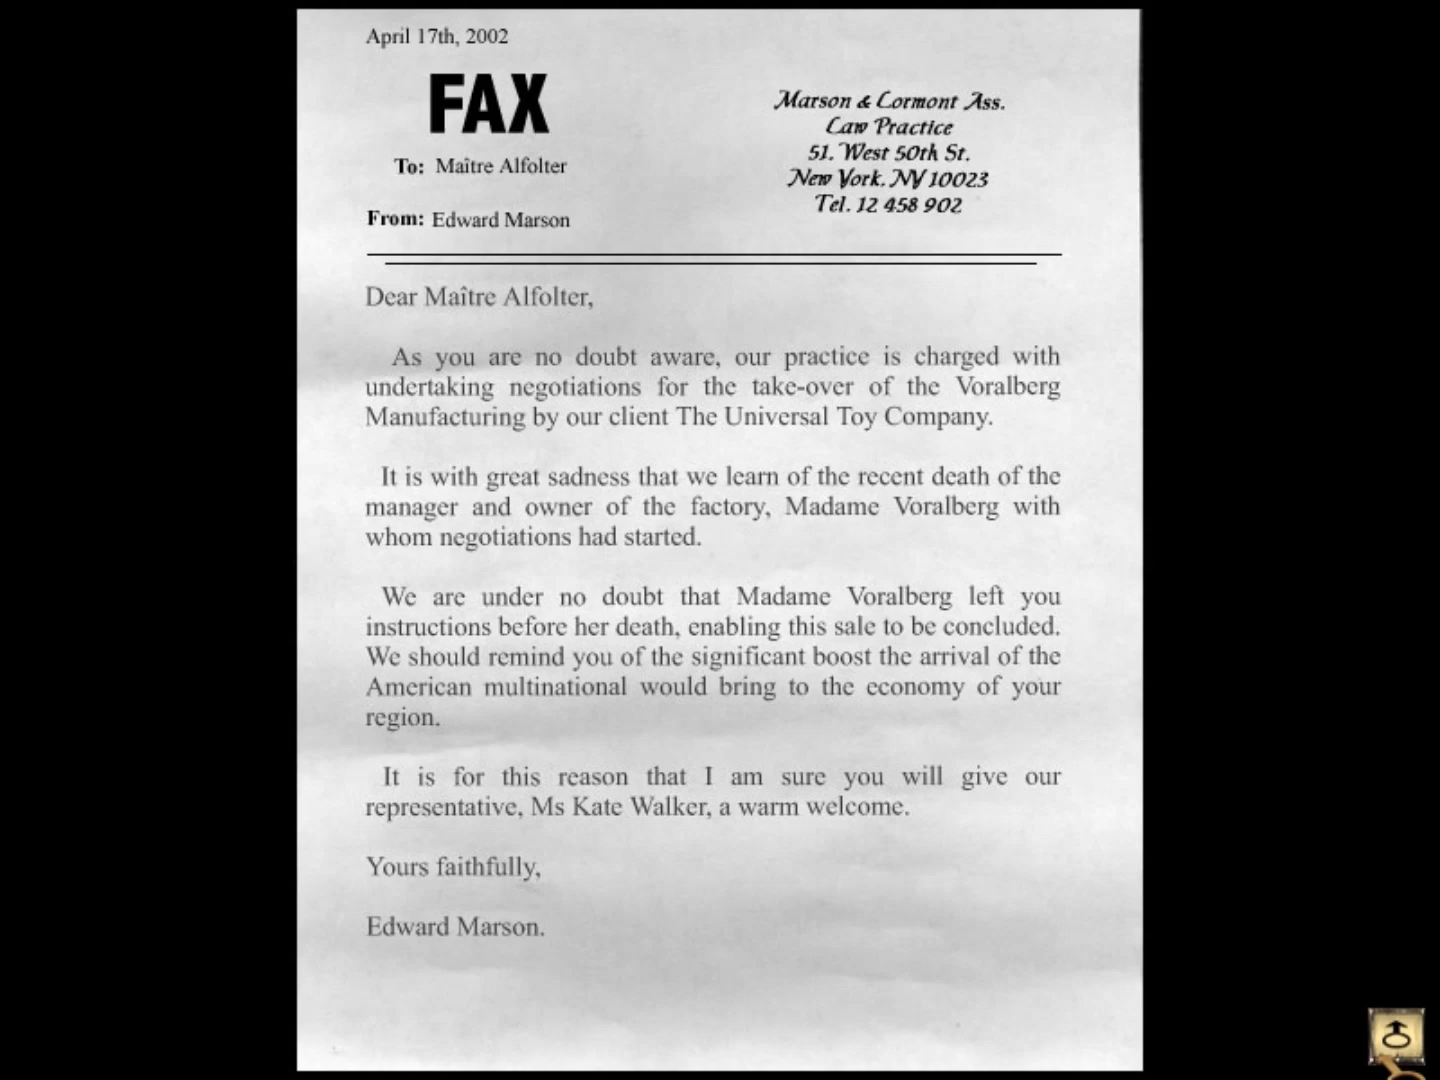 April 17th, 2002
FAX
To: Maître Alfolter
From: Edward Marson
Marson & Lormont Ass.
Law Practice
51. West 50th St.
New York. NY 10023
Tel. 12 458 902
Dear Maître Alfolter,
As you are no doubt aware, our practice is charged with
undertaking negotiations for the take-over of the Voralberg
Manufacturing by our client The Universal Toy Company.
It is with great sadness that we learn of the recent death of the
manager and owner of the factory, Madame Voralberg with
whom negotiations had started.
We are under no doubt that Madame Voralberg left you
instructions before her death, enabling this sale to be concluded.
We should remind you of the significant boost the arrival of the
American multinational would bring to the economy of your
region.
It is for this reason that I am sure you will give our
representative, Ms Kate Walker, a warm welcome.
Yours faithfully,
Edward Marson.